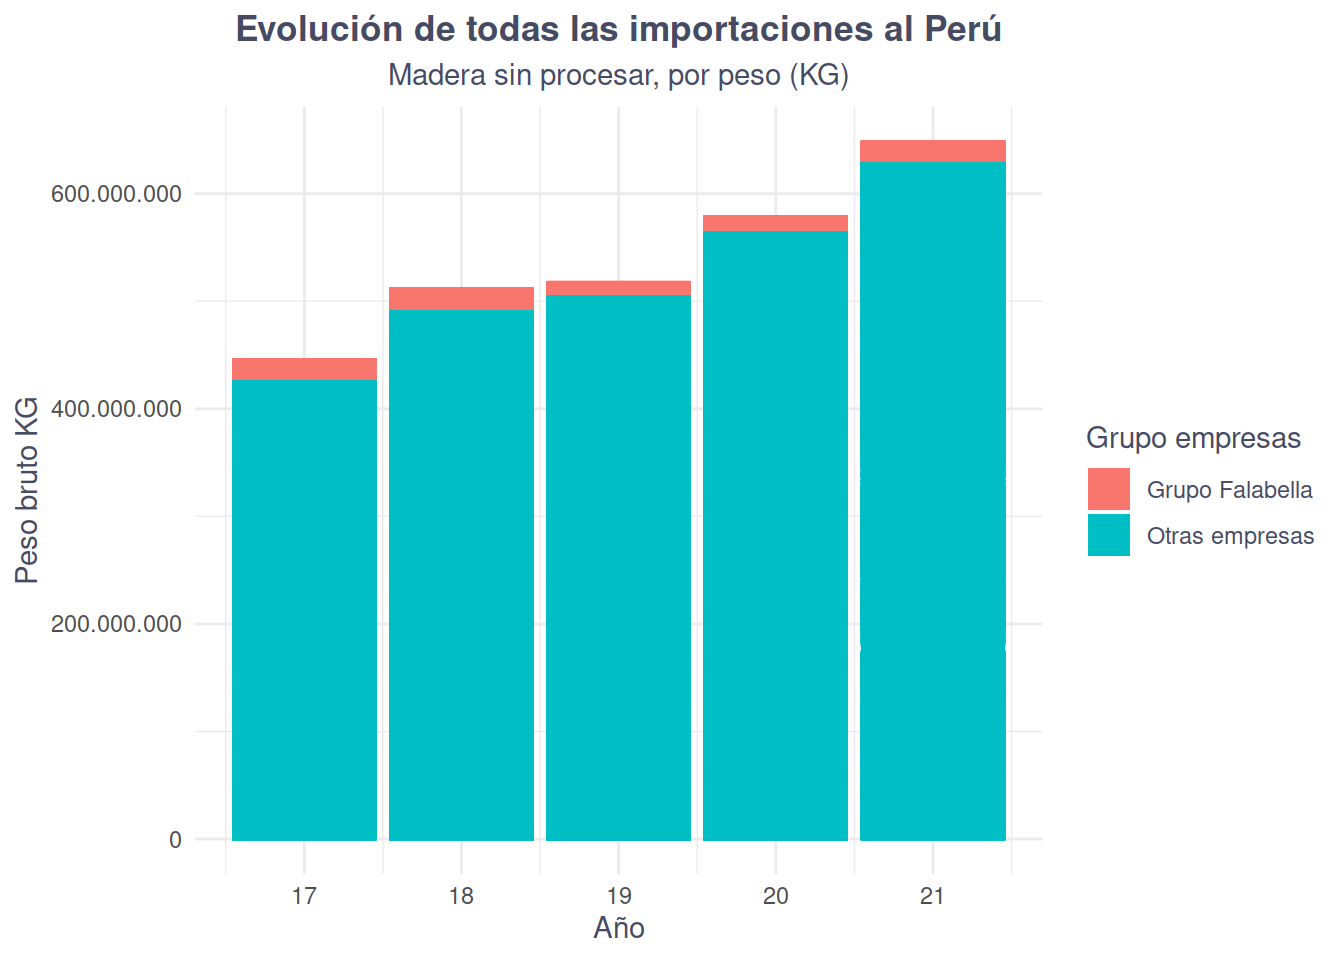 Evolución de todas las importaciones al Perú
Madera sin procesar, por peso (KG)
Peso bruto KG
600.000.000
400.000.000
200.000.000
0
17
18
19
20
21
Año
Grupo empresas
Grupo Falabella
Otras empresas